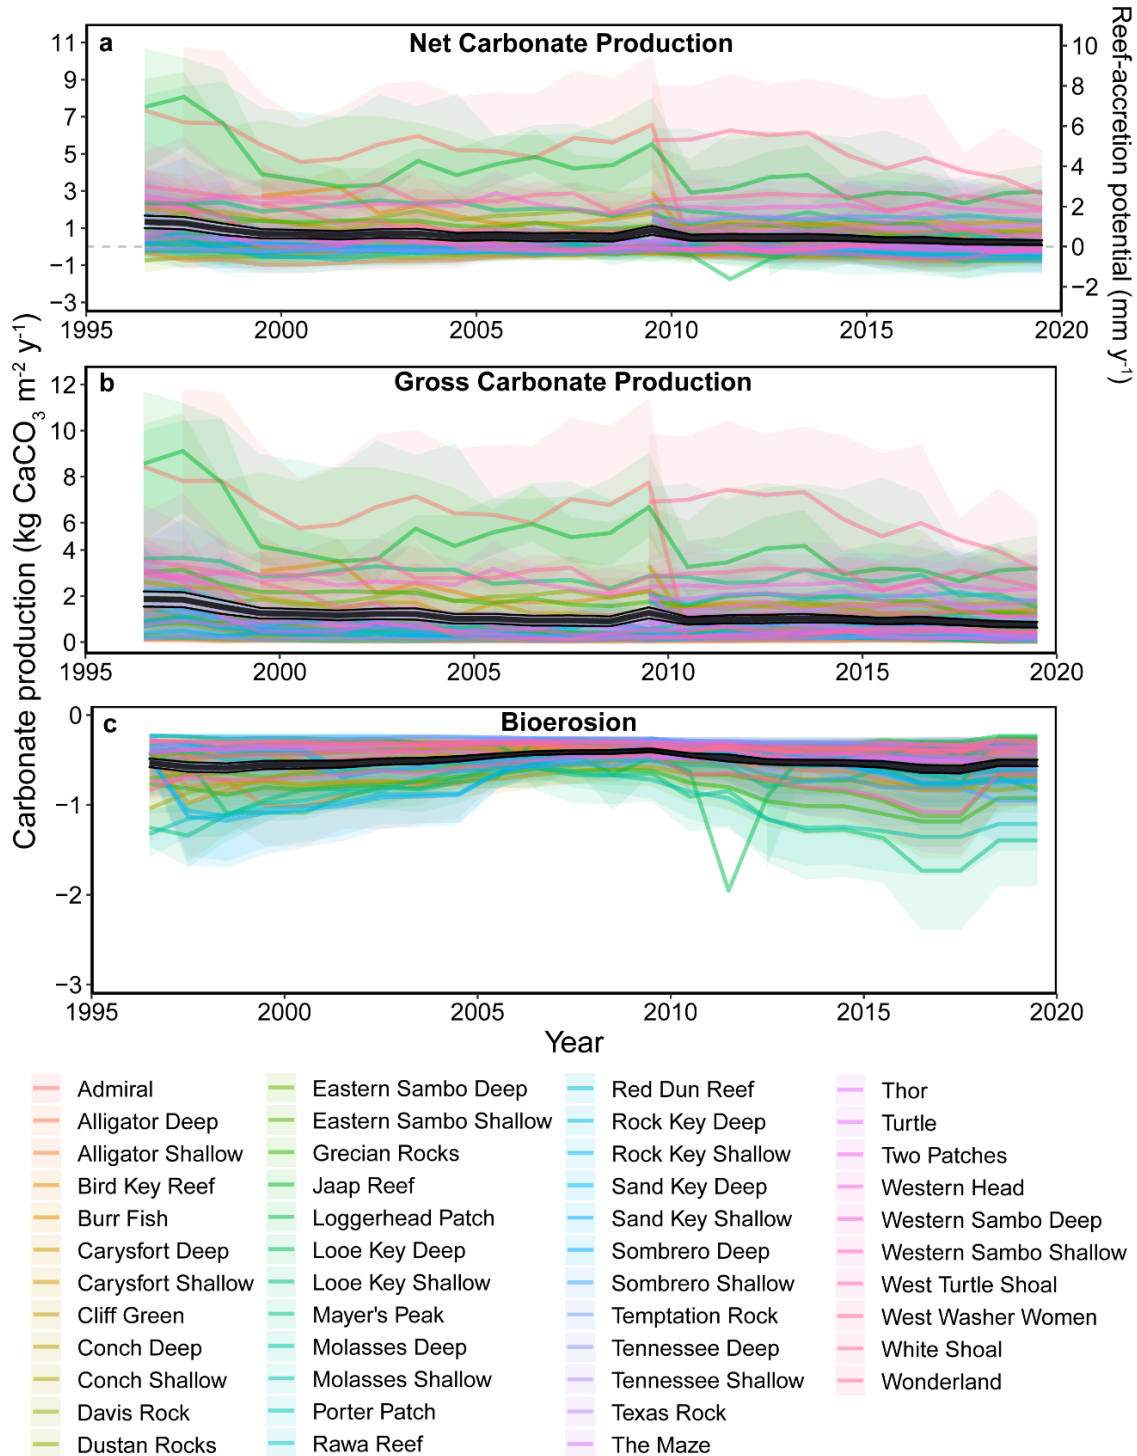 a
Net Carbonate Production
11
9
7
5
3
1
−1
−3
10
8
6
4
2
0
−2
1995
2000
2005
2010
2015
2020
Reef-accretion potential (mm y-1)
Carbonate production (kg CaCO3 m-2 y-1)
b
Gross Carbonate Production
12
10
8
6
4
2
0
1995
2000
2005
2010
2015
2020
c
Bioerosion
0
−1
−2
−3
1995
2000
2005
2010
2015
2020
Year
Admiral
Alligator Deep
Alligator Shallow
Bird Key Reef
Burr Fish
Carysfort Deep
Carysfort Shallow
Cliff Green
Conch Deep
Conch Shallow
Davis Rock
Dustan Rocks
Eastern Sambo Deep
Eastern Sambo Shallow
Grecian Rocks
Jaap Reef
Loggerhead Patch
Looe Key Deep
Looe Key Shallow
Mayer's Peak
Molasses Deep
Molasses Shallow
Porter Patch
Rawa Reef
Red Dun Reef
Rock Key Deep
Rock Key Shallow
Sand Key Deep
Sand Key Shallow
Sombrero Deep
Sombrero Shallow
Temptation Rock
Tennessee Deep
Tennessee Shallow
Texas Rock
The Maze
Thor
Turtle
Two Patches
Western Head
Western Sambo Deep
Western Sambo Shallow
West Turtle Shoal
West Washer Women
White Shoal
Wonderland